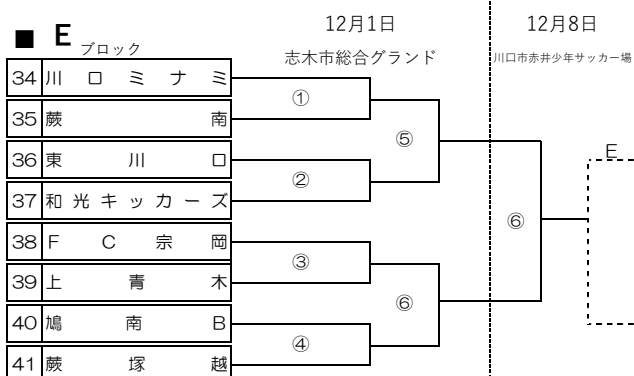 ■ E ブロック
12月1日
12月8日
志木市総合グランド
川口市赤井少年サッカー場
34 川口ミナミ
①
35 蕨南
⑤
36 東川口
E
②
37 和光キッカーズ
⑥
38 FC宗岡
③
39 上青木
⑥
40 鳩南B
④
41 蕨塚越